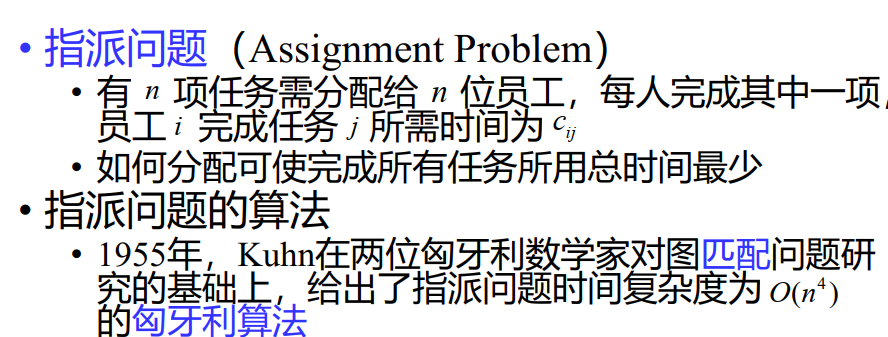 • 指派问题（Assignment Problem）
• 有 n 项任务需分配给 n 位员工，每人完成其中一项，
员工 i 完成任务 j 所需时间为 c_{ij}
• 如何分配可使完成所有任务所用总时间最少
• 指派问题的算法
• 1955年，Kuhn在两位匈牙利数学家对图匹配问题研
究的基础上，给出了指派问题时间复杂度为 O(n^4)
的匈牙利算法